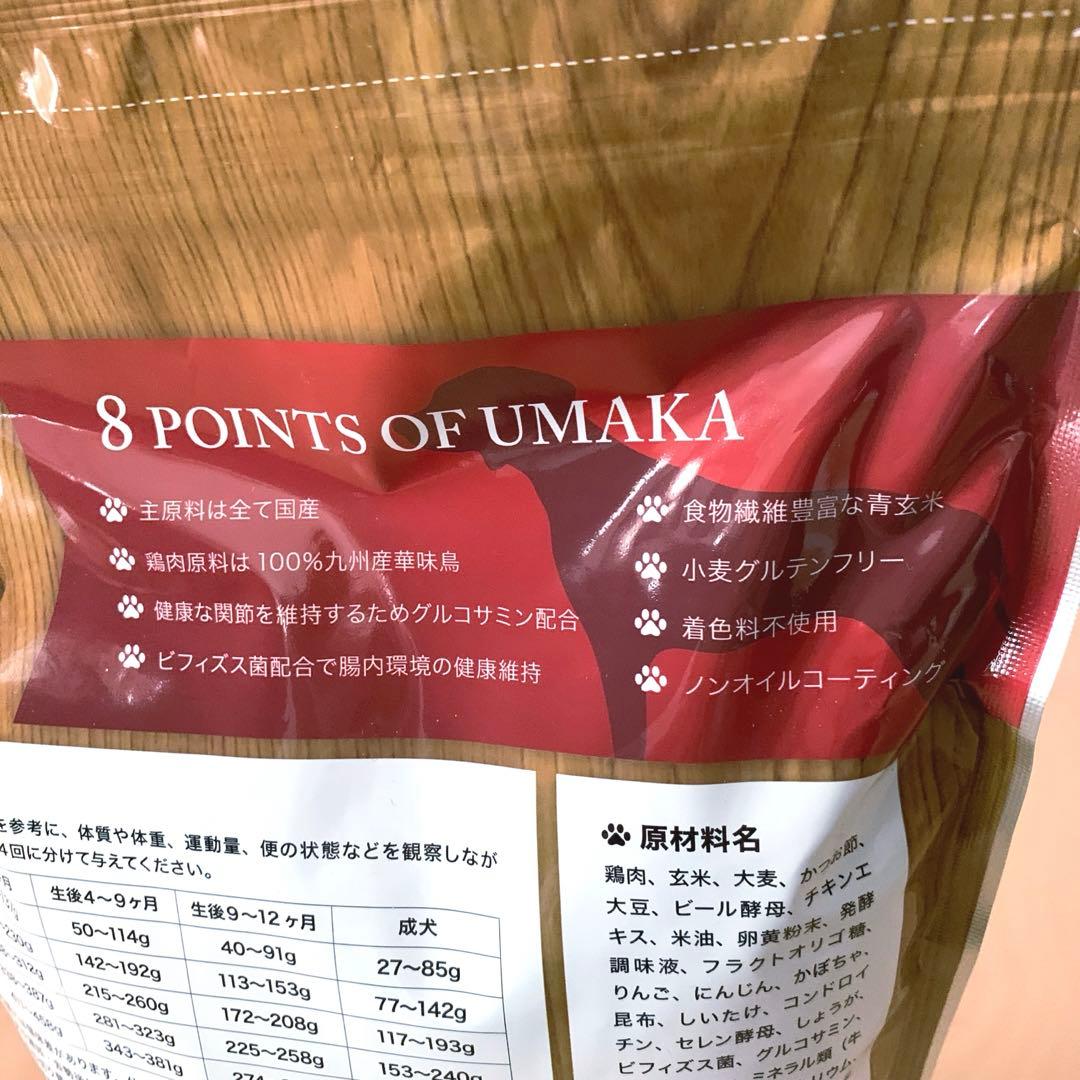 8 POINTS OF UMAKA
主原料は全て国産
鶏肉原料は100%九州産華味鳥
健康な関節を維持するためグルコサミン配合
ビフィズス菌配合で腸内環境の健康維持
食物繊維豊富な青玄米
小麦グルテンフリー
着色料不使用
ノンオイルコーティング
を参考に、体質や体重、運動量、便の状態などを観察しなが
4回に分けて与えてください。
月 生後4〜9ヶ月 生後9〜12ヶ月 成犬
50〜114g 40〜91g 27〜85g
142〜192g 113〜153g 77〜142g
215〜260g 172〜208g 117〜193g
281〜323g 225〜258g 153〜240g
343〜381g
原材料名
鶏肉、玄米、大麦、かつお節、
大豆、ビール酵母、チキンエ
キス、米油、卵黄粉末、発酵
調味液、フラクトオリゴ糖、
りんご、にんじん、かぼちゃ、
昆布、しいたけ、コンドロイ
チン、セレン酵母、しょうが、
ビフィズス菌、グルコサミン、
ミネラル類（牛